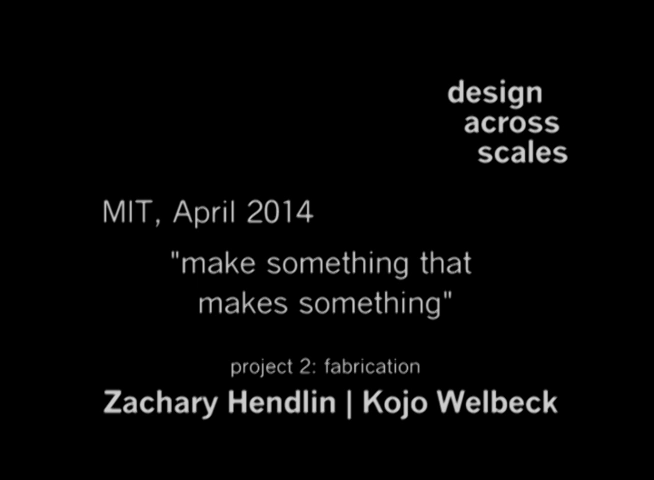 design
across
scales
MIT, April 2014
"make something that
makes something"
project 2: fabrication
Zachary Hendlin | Kojo Welbeck